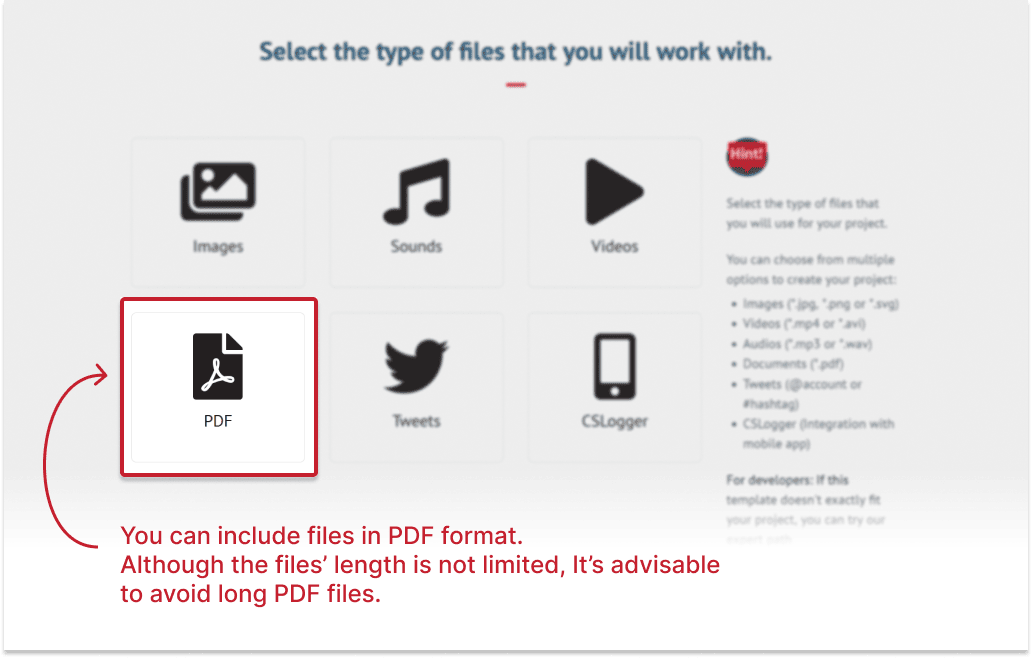 Select the type of files that you will work with.
Images
Sounds
Videos
PDF
Tweets
CSLogger
Hint!
Select the type of files that
you will use for your project.
You can choose from multiple
options to create your project:
• Images (*.jpg, *.png or *.svg)
• Videos (*.mp4 or *.avi)
• Audios (*.mp3 or *.wav)
• Documents (*.pdf)
• Tweets (@account or
#hashtag)
• CSLogger (Integration with
mobile app)
For developers: If this
template doesn't exactly fit
your project, you can try our
expert path
You can include files in PDF format.
Although the files’ length is not limited, It’s advisable
to avoid long PDF files.